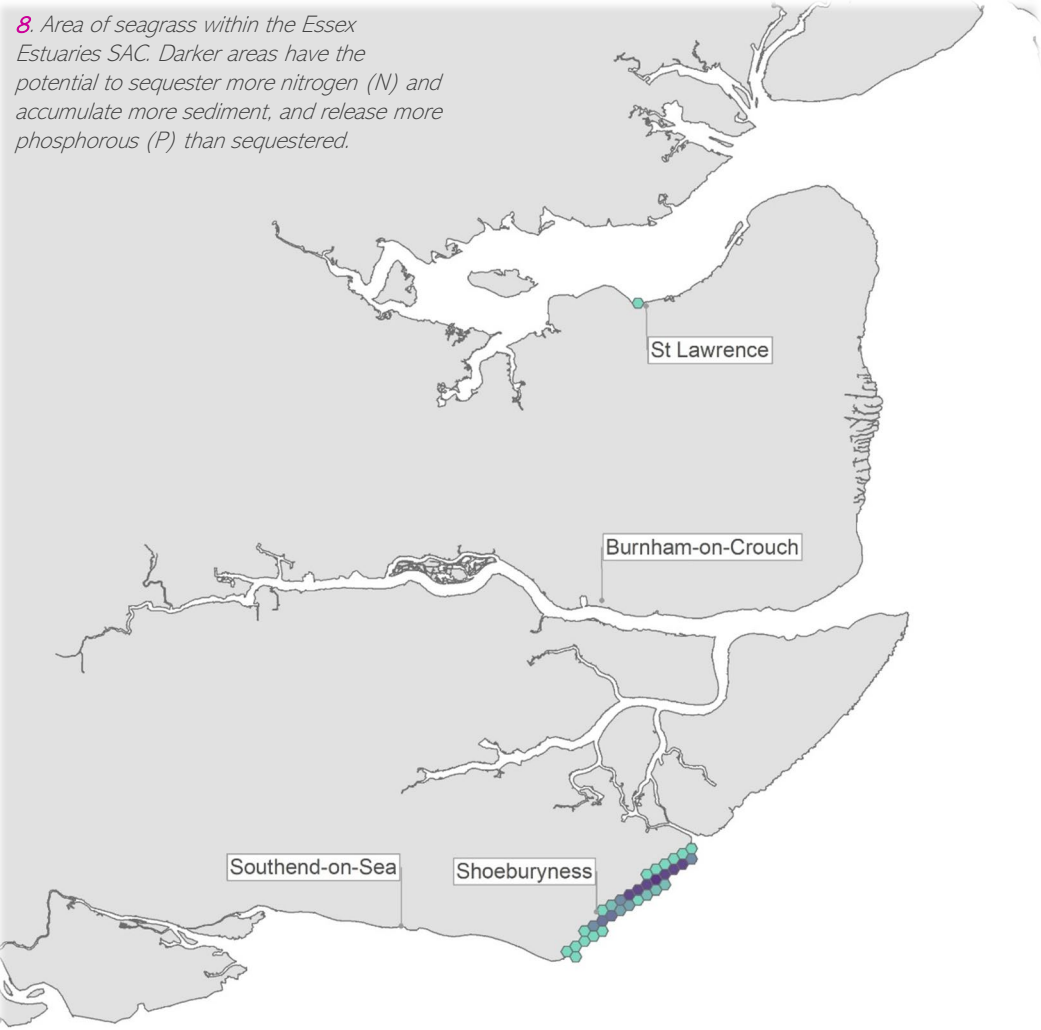 8. Area of seagrass within the Essex
Estuaries SAC. Darker areas have the
potential to sequester more nitrogen (N) and
accumulate more sediment, and release more
phosphorous (P) than sequestered.
St Lawrence
Burnham-on-Crouch
Southend-on-Sea
Shoeburyness